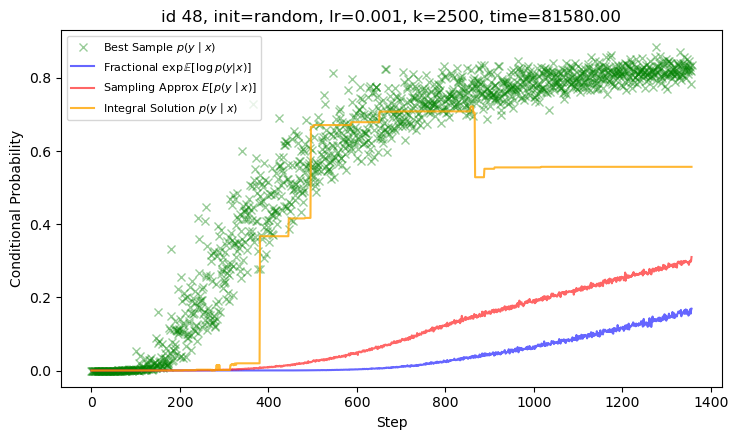 id 48, init=random, lr=0.001, k=2500, time=81580.00
Best Sample p(y | x)
Fractional exp𝔼[log p(y|x)]
Sampling Approx E[p(y | x)]
Integral Solution p(y | x)
Conditional Probability
0.8
0.6
0.4
0.2
0.0
0 200 400 600 800 1000 1200 1400
Step